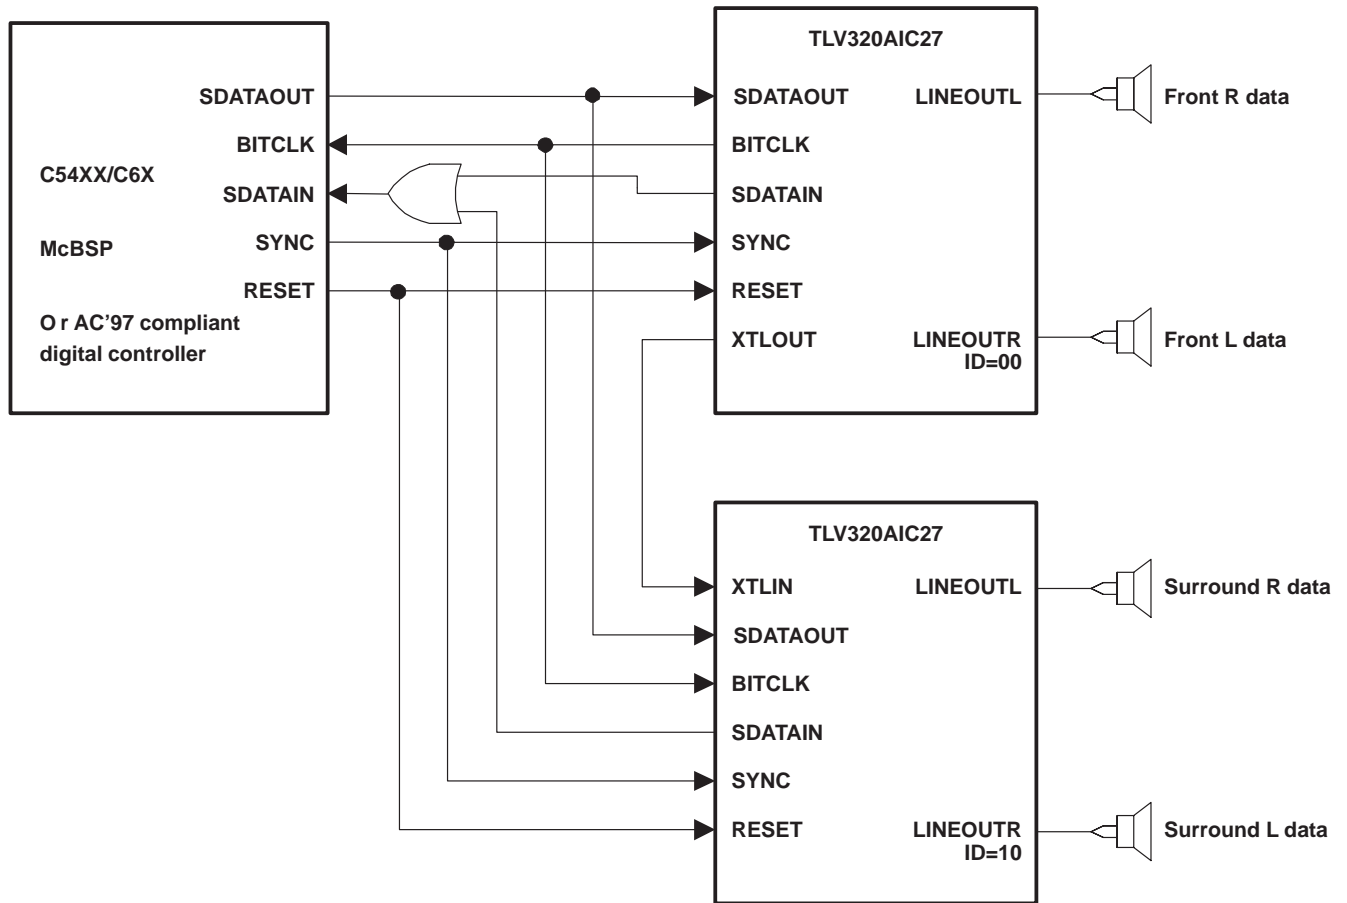 SDATAOUT
BITCLK
C54XX/C6X
SDATAIN
SYNC
McBSP
RESET
O r AC’97 compliant
digital controller
TLV320AIC27
SDATAOUT
LINEOUTL
Front R data
BITCLK
SDATAIN
SYNC
RESET
XTLOUT
LINEOUTR
Front L data
ID=00
TLV320AIC27
XTLIN
LINEOUTL
Surround R data
SDATAOUT
BITCLK
SDATAIN
SYNC
RESET
LINEOUTR
Surround L data
ID=10